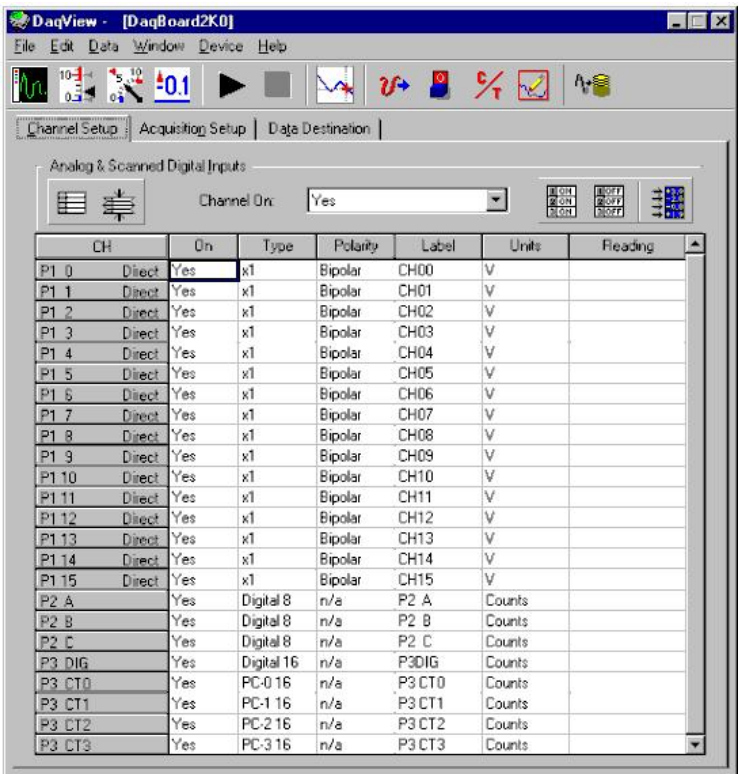 DaqView - [DaqBoard2K0]
File Edit Data Window Device Help
Channel Setup Acquisition Setup Data Destination
Analog & Scanned Digital Inputs
Channel On: Yes
CH On Type Polarity Label Units Reading
P1 0 Direct Yes x1 Bipolar CH00 V
P1 1 Direct Yes x1 Bipolar CH01 V
P1 2 Direct Yes x1 Bipolar CH02 V
P1 3 Direct Yes x1 Bipolar CH03 V
P1 4 Direct Yes x1 Bipolar CH04 V
P1 5 Direct Yes x1 Bipolar CH05 V
P1 6 Direct Yes x1 Bipolar CH06 V
P1 7 Direct Yes x1 Bipolar CH07 V
P1 8 Direct Yes x1 Bipolar CH08 V
P1 9 Direct Yes x1 Bipolar CH09 V
P1 10 Direct Yes x1 Bipolar CH10 V
P1 11 Direct Yes x1 Bipolar CH11 V
P1 12 Direct Yes x1 Bipolar CH12 V
P1 13 Direct Yes x1 Bipolar CH13 V
P1 14 Direct Yes x1 Bipolar CH14 V
P1 15 Direct Yes x1 Bipolar CH15 V
P2 A Yes Digital 8 n/a P2 A Counts
P2 B Yes Digital 8 n/a P2 B Counts
P2 C Yes Digital 8 n/a P2 C Counts
P3 DIG Yes Digital 16 n/a P3DIG Counts
P3 CT0 Yes PC-0 16 n/a P3 CT0 Counts
P3 CT1 Yes PC-1 16 n/a P3 CT1 Counts
P3 CT2 Yes PC-2 16 n/a P3 CT2 Counts
P3 CT3 Yes PC-3 16 n/a P3 CT3 Counts